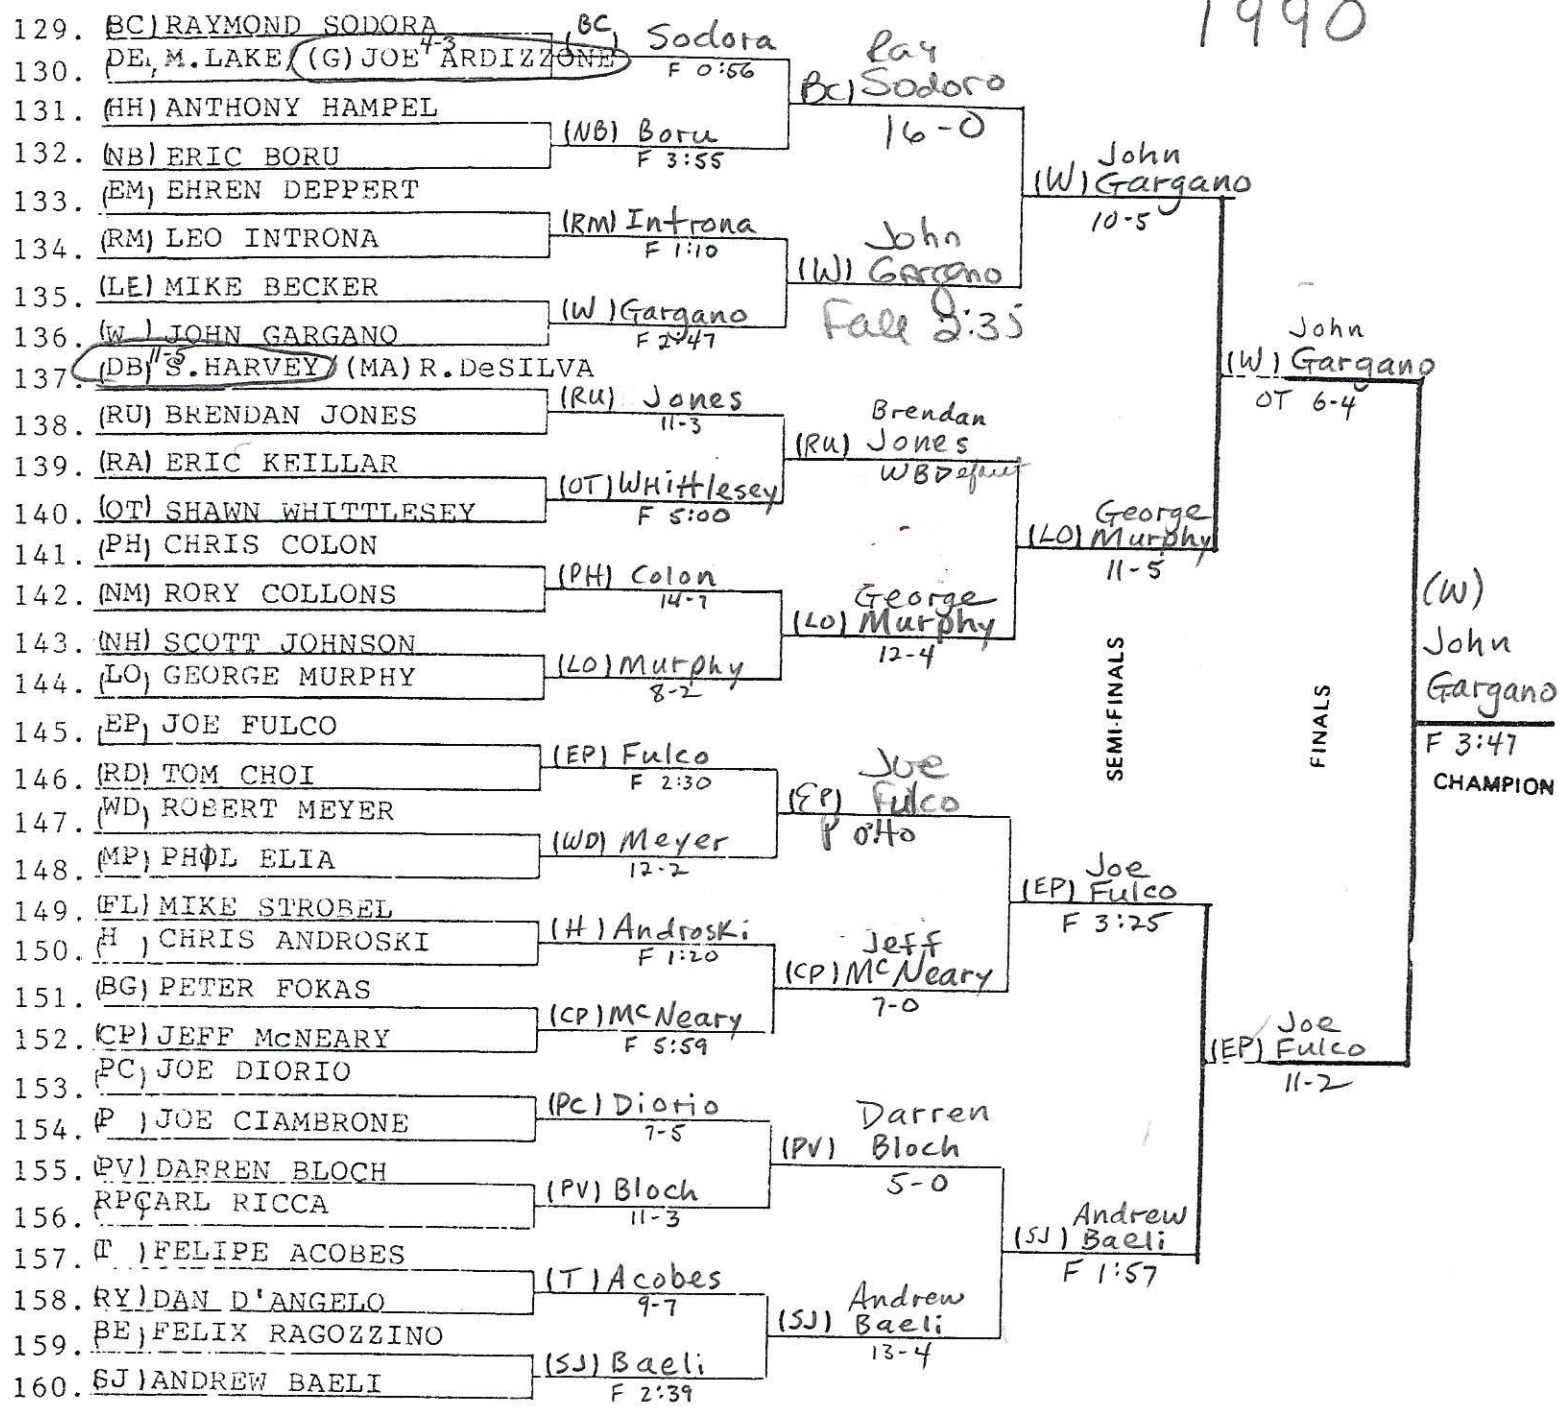 1990
129. (BC) RAYMOND SODORA
130. DE, M.LAKE/(G) JOE ARDIZZONE 4-3
131. (HH) ANTHONY HAMPEL
132. (NB) ERIC BORU
133. (EM) EHREN DEPPERT
134. (RM) LEO INTRONA
135. (LE) MIKE BECKER
136. (W ) JOHN GARGANO
137. (DB) S.HARVEY/(MA) R.DeSILVA 11-5
138. (RU) BRENDAN JONES
139. (RA) ERIC KEILLAR
140. (OT) SHAWN WHITTLESEY
141. (PH) CHRIS COLON
142. (NM) RORY COLLONS
143. (NH) SCOTT JOHNSON
144. (LO) GEORGE MURPHY
145. (EP) JOE FULCO
146. (RD) TOM CHOI
147. (WD) ROBERT MEYER
148. (MP) PHOL ELIA
149. (FL) MIKE STROBEL
150. (H ) CHRIS ANDROSKI
151. (BG) PETER FOKAS
152. (CP) JEFF McNEARY
153. (PC) JOE DIORIO
154. (P ) JOE CIAMBRONE
155. (PV) DARREN BLOCH
156. RP CARL RICCA
157. (T ) FELIPE ACOBES
158. RY) DAN D'ANGELO
159. BE) FELIX RAGOZZINO
160. SJ) ANDREW BAELI
(BC) Sodora
F 0:56
(NB) Boru
F 3:55
(RM) Introna
F 1:10
(W) Gargano
F 2:47
(RU) Jones
11-3
(OT) WHittlesey
F 5:00
(PH) Colon
14-7
(LO) Murphy
8-2
(EP) Fulco
F 2:30
(WD) Meyer
12-2
(H) Androski
F 1:20
(CP) McNeary
F 5:59
(PC) Diorio
7-5
(PV) Bloch
11-3
(T) Acobes
9-7
(SJ) Baeli
F 2:39
Ray
BC) Sodoro
16-0
John
(W) Gargano
Fall 2:35
Brendan
(RU) Jones
WB Default
George
(LO) Murphy
12-4
Joe
(EP) Fulco
P 0:40
Jeff
(CP) McNeary
7-0
Darren
(PV) Bloch
5-0
Andrew
(SJ) Baeli
13-4
John
(W) Gargano
10-5
George
(LO) Murphy
11-5
Joe
(EP) Fulco
F 3:25
Andrew
(SJ) Baeli
F 1:57
SEMI-FINALS
John
(W) Gargano
OT 6-4
Joe
(EP) Fulco
11-2
FINALS
(W)
John
Gargano
F 3:47
CHAMPION